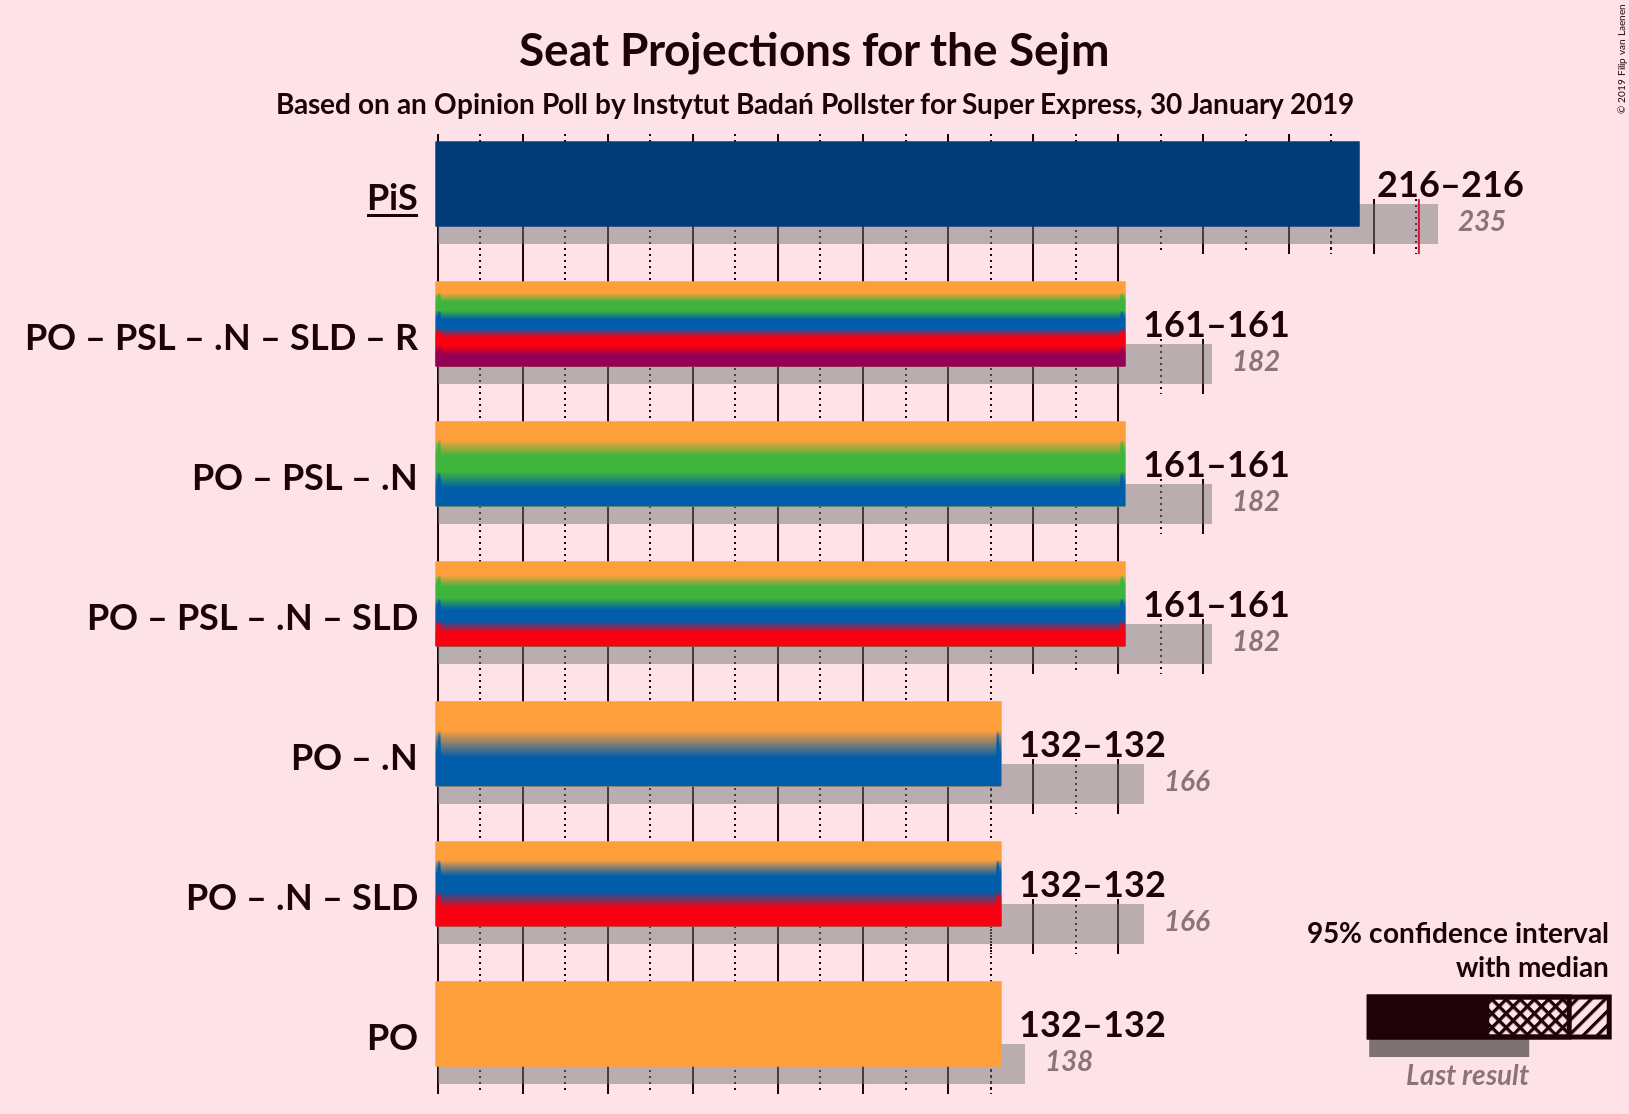 Seat Projections for the Sejm
Based on an Opinion Poll by Instytut Badań Pollster for Super Express, 30 January 2019
© 2019 Filip van Laenen
PiS
216–216
235
PO – PSL – .N – SLD – R
161–161
182
PO – PSL – .N
161–161
182
PO – PSL – .N – SLD
161–161
182
PO – .N
132–132
166
PO – .N – SLD
132–132
166
PO
132–132
138
95% confidence interval
with median
Last result